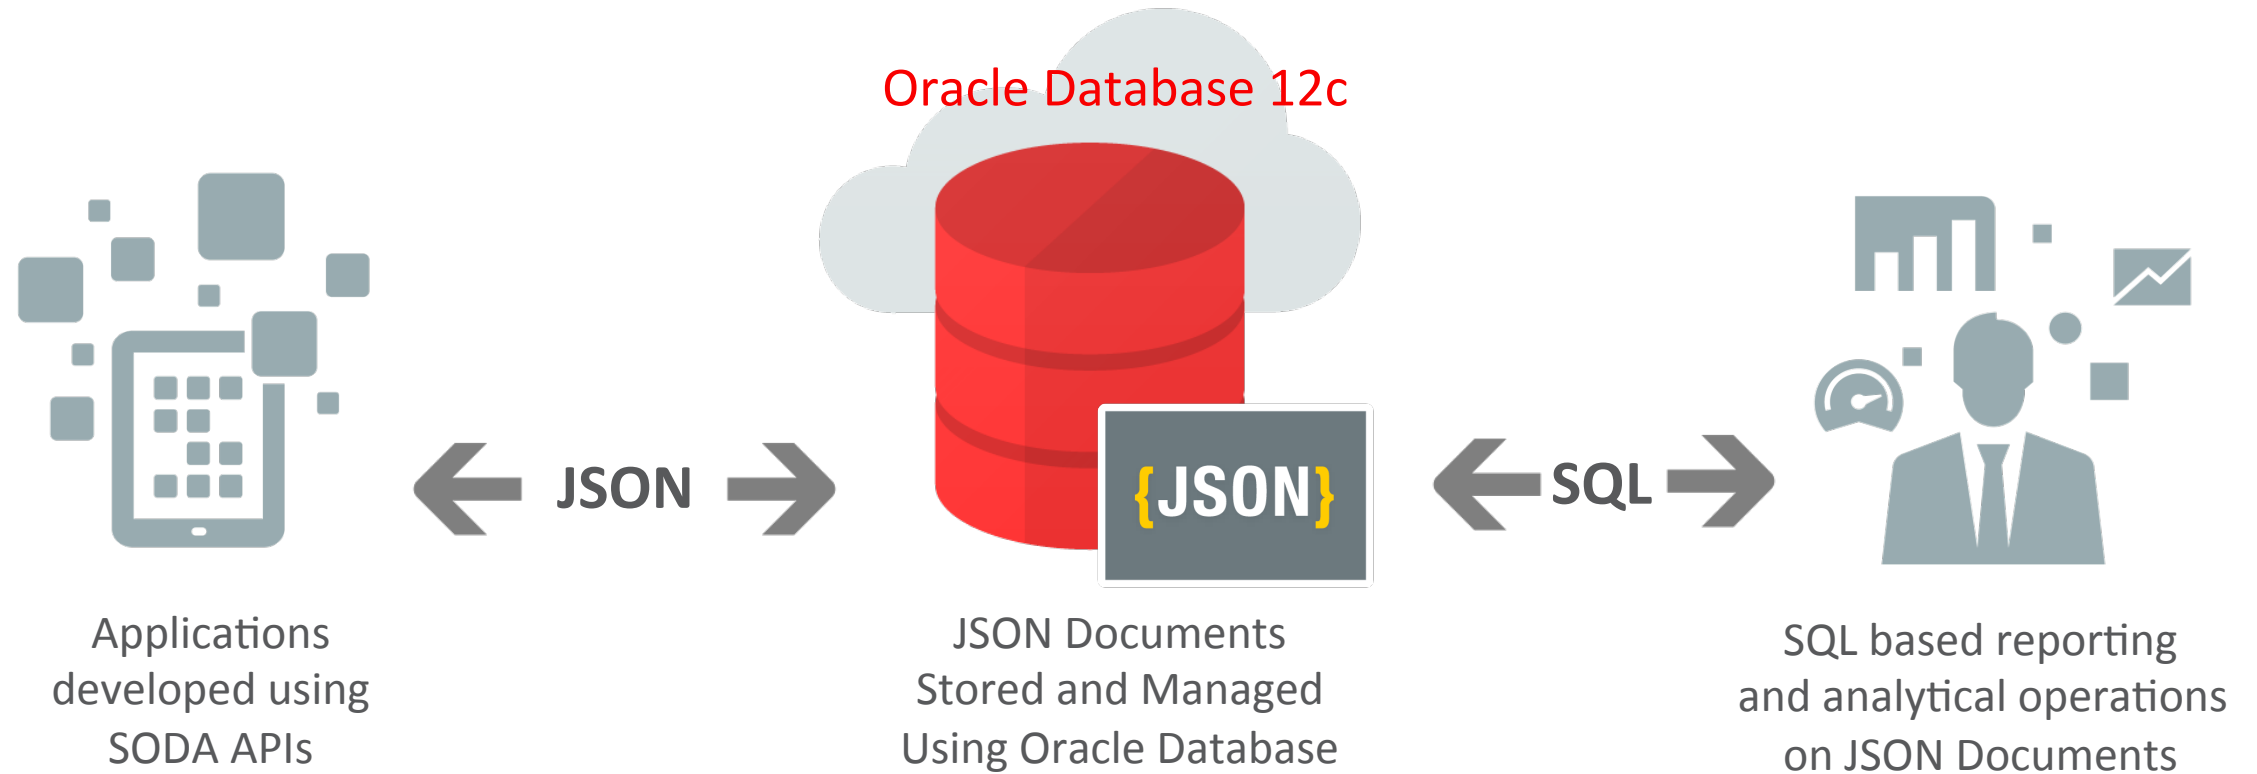 Oracle Database 12c
JSON
{JSON}
SQL
Applications
developed using
SODA APIs
JSON Documents
Stored and Managed
Using Oracle Database
SQL based reporting
and analytical operations
on JSON Documents